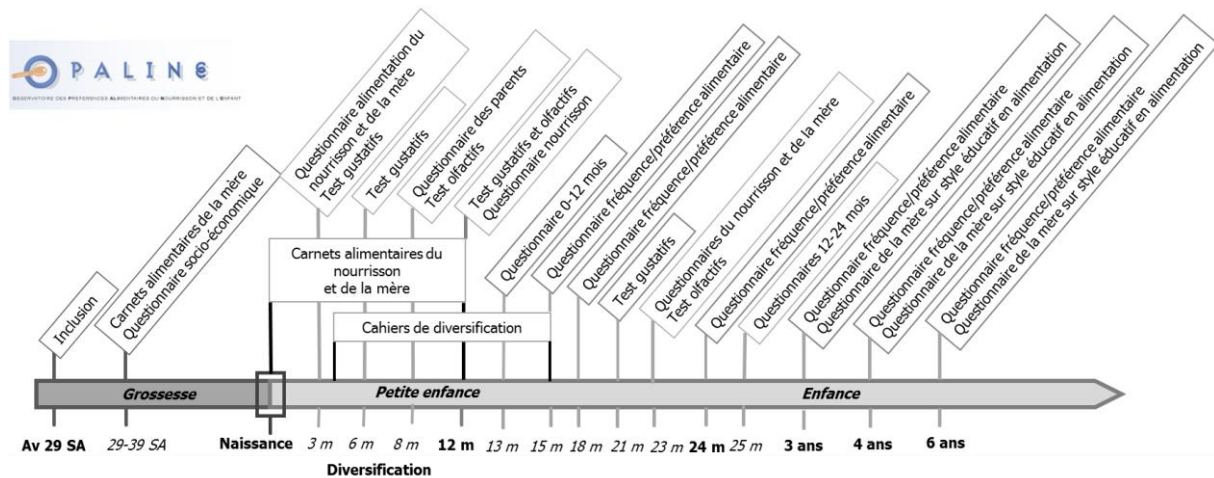 OPALINE
OBSERVATOIRE DES PRÉFÉRENCES ALIMENTAIRES DU NOURRISSON ET DE L'ENFANT
Inclusion
Carnets alimentaires de la mère
Questionnaire socio-économique
Questionnaire alimentation du
nourrisson et de la mère
Test gustatifs
Test gustatifs
Questionnaire des parents
Test olfactifs
Test gustatifs et olfactifs
Questionnaire nourrisson
Questionnaire 0-12 mois
Questionnaire fréquence/préférence alimentaire
Questionnaire fréquence/préférence alimentaire
Test gustatifs
Questionnaires du nourrisson et de la mère
Test olfactifs
Questionnaire fréquence/préférence alimentaire
Questionnaires 12-24 mois
Questionnaire fréquence/préférence alimentaire
Questionnaire de la mère sur style éducatif en alimentation
Questionnaire fréquence/préférence alimentaire
Questionnaire de la mère sur style éducatif en alimentation
Questionnaire fréquence/préférence alimentaire
Questionnaire de la mère sur style éducatif en alimentation
Carnets alimentaires du
nourrisson
et de la mère
Cahiers de diversification
Grossesse
Petite enfance
Enfance
Av 29 SA
29-39 SA
Naissance
3 m
6 m
8 m
12 m
13 m
15 m
18 m
21 m
23 m
24 m
25 m
3 ans
4 ans
6 ans
Diversification